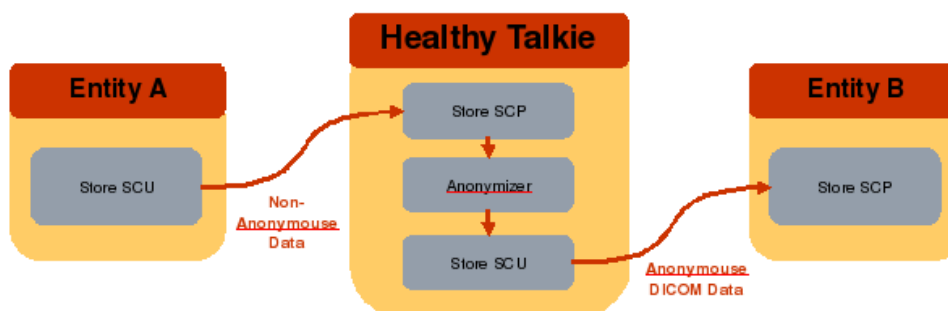 Healthy Talkie
Entity A
Entity B
Store SCU
Store SCP
Anonymizer
Store SCU
Store SCP
Non-
Anonymouse
Data
Anonymouse
DICOM Data